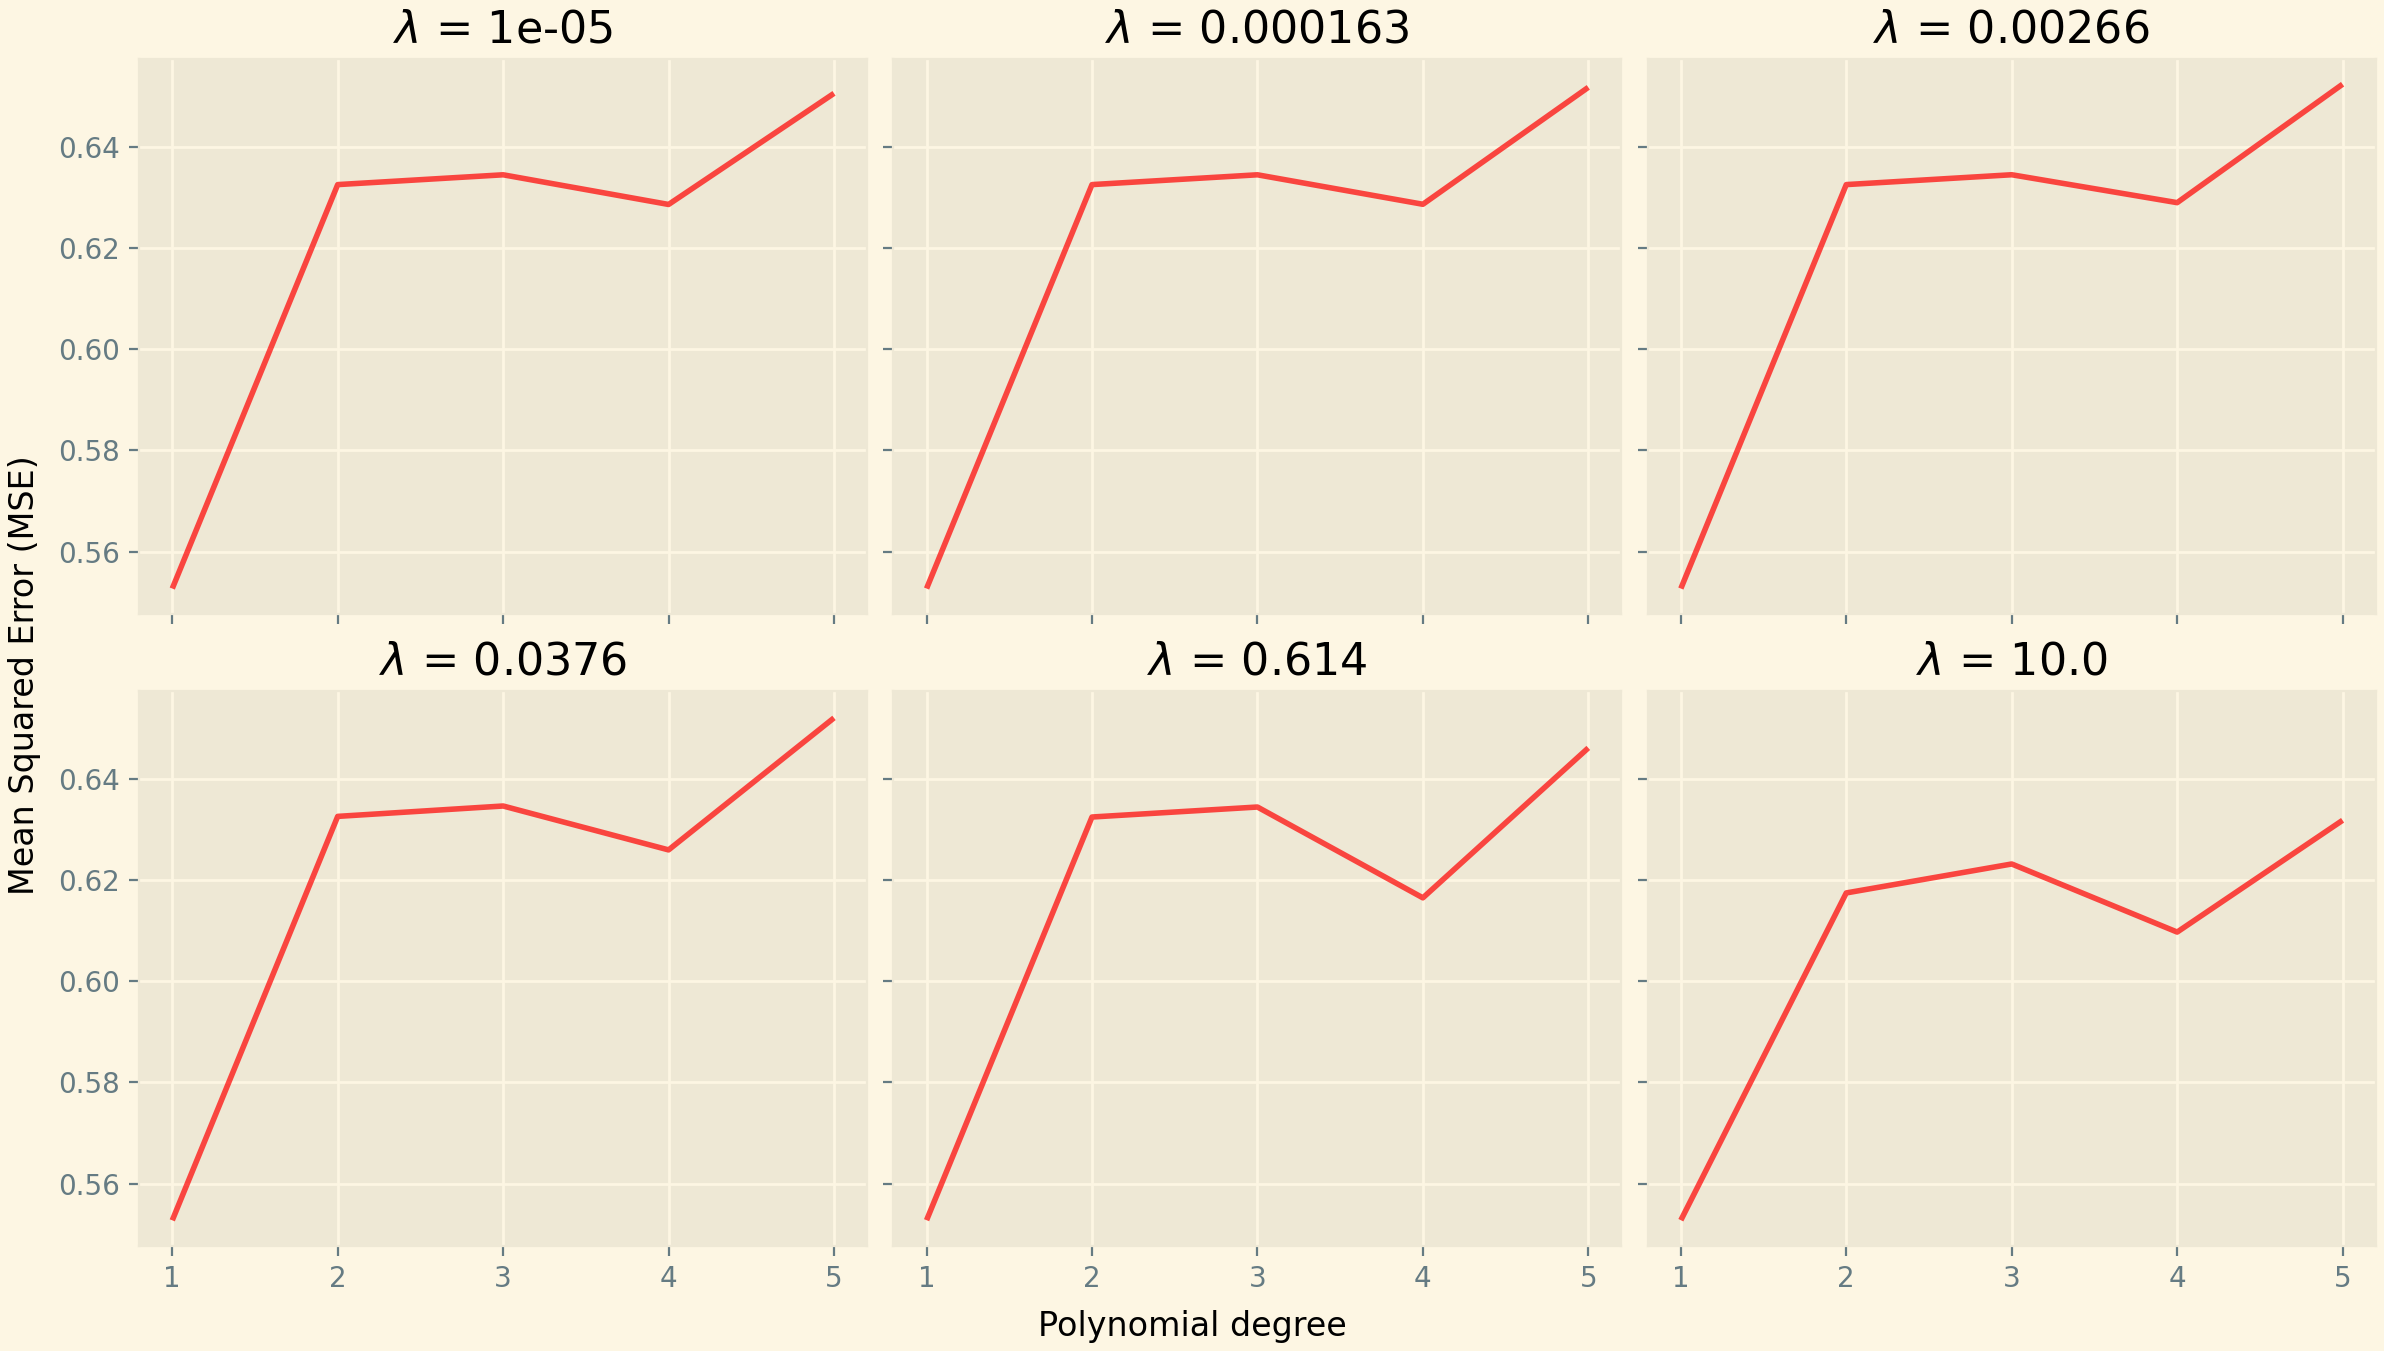 λ = 1e-05
λ = 0.000163
λ = 0.00266
0.64
0.62
0.60
0.58
0.56
Mean Squared Error (MSE)
λ = 0.0376
λ = 0.614
λ = 10.0
0.64
0.62
0.60
0.58
0.56
1 2 3 4 5
1 2 3 4 5
1 2 3 4 5
Polynomial degree